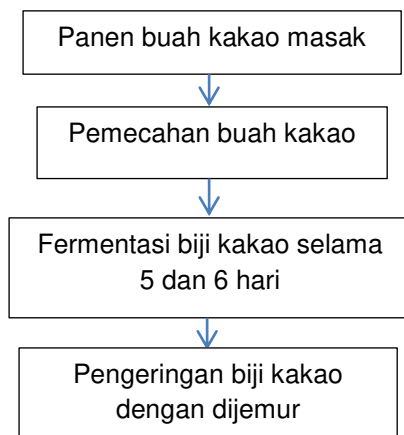 Panen buah kakao masak
Pemecahan buah kakao
Fermentasi biji kakao selama
5 dan 6 hari
Pengeringan biji kakao
dengan dijemur